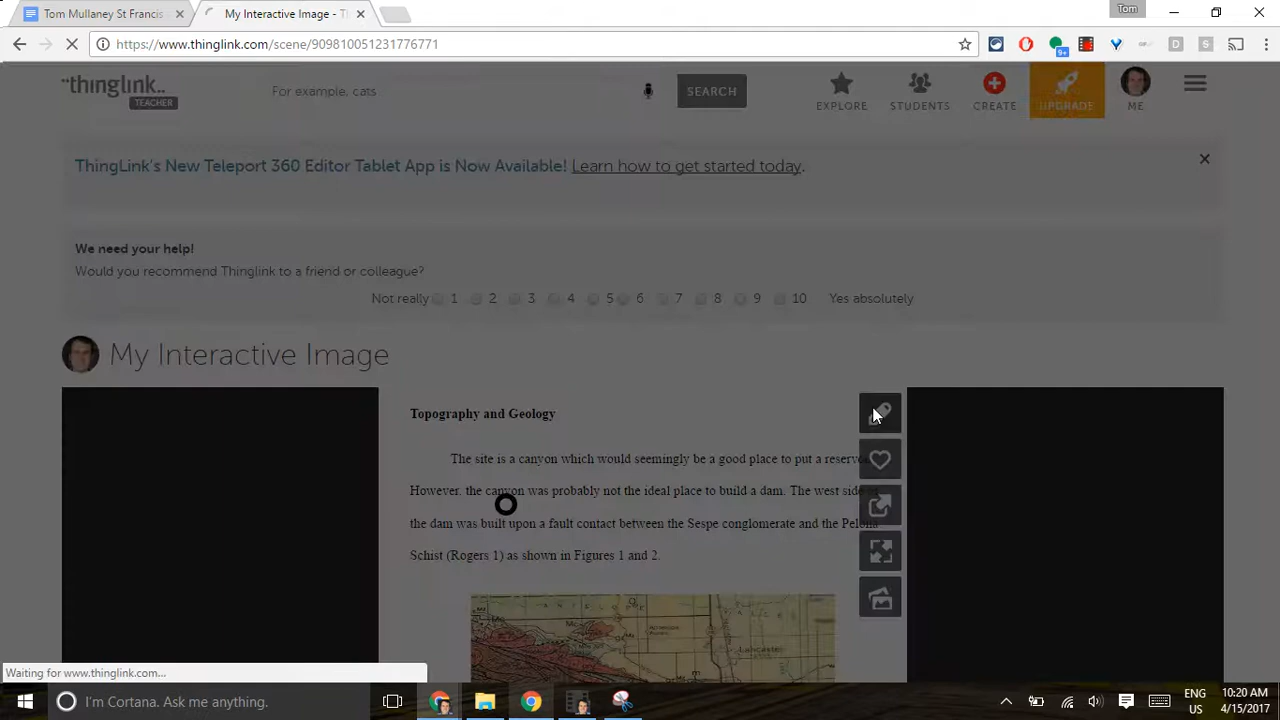 Tom Mullaney St Francis
My Interactive Image - Th
Tom
https://www.thinglink.com/scene/909810051231776771
thinglink..
TEACHER
For example, cats
SEARCH
EXPLORE
STUDENTS
CREATE
UPGRADE
ME
ThingLink's New Teleport 360 Editor Tablet App is Now Available! Learn how to get started today.
We need your help!
Would you recommend Thinglink to a friend or colleague?
Not really 1 2 3 4 5 6 7 8 9 10 Yes absolutely
My Interactive Image
Topography and Geology
The site is a canyon which would seemingly be a good place to put a
However, the canyon was probably not the ideal place to build a dam. The west side
the dam was built upon a fault contact between the Sespe conglomerate and the Pelona
Schist (Rogers 1) as shown in Figures 1 and 2.
Lancaster
Waiting for www.thinglink.com...
I'm Cortana. Ask me anything.
ENG
US
10:20 AM
4/15/2017